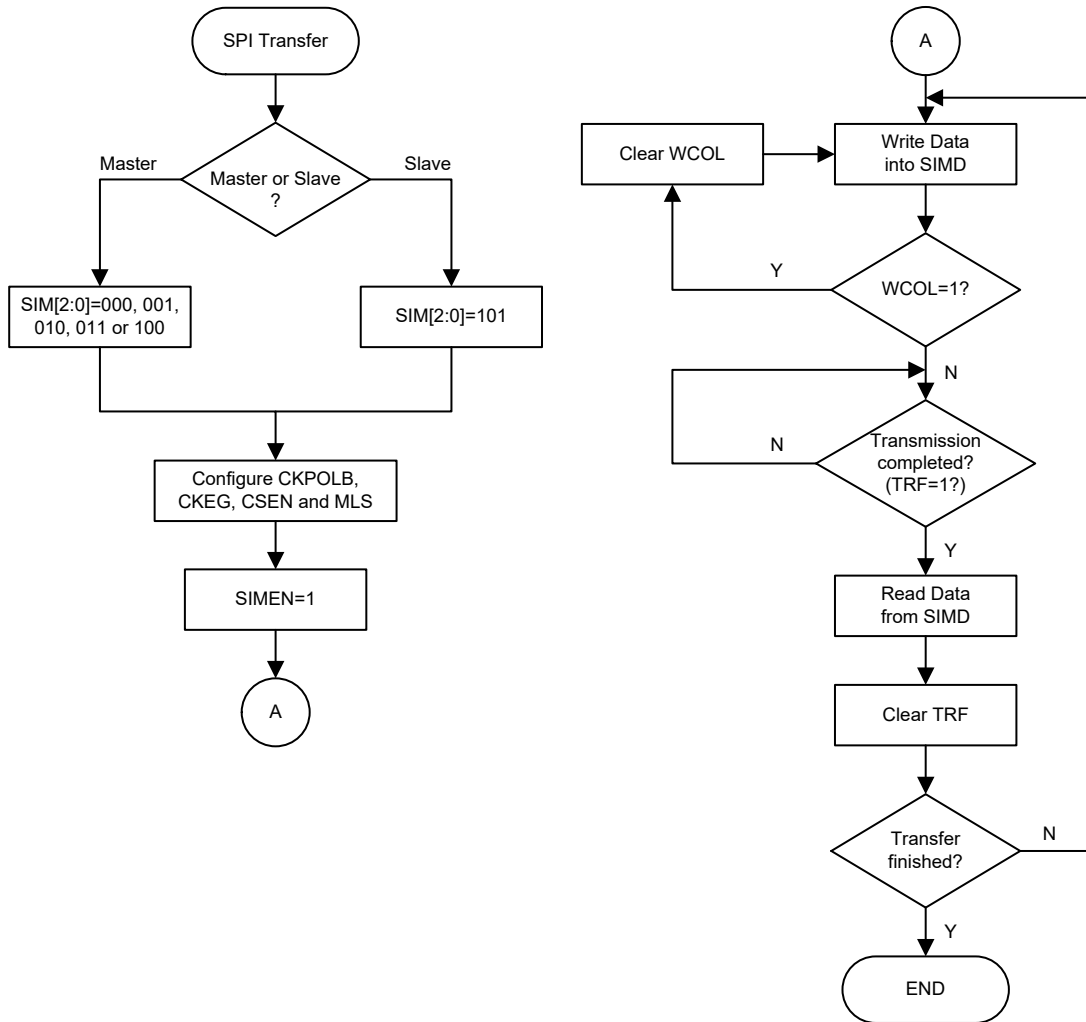 SPI Transfer
Master
Master or Slave
?
Slave
SIM[2:0]=000, 001,
010, 011 or 100
SIM[2:0]=101
Configure CKPOLB,
CKEG, CSEN and MLS
SIMEN=1
A
A
Clear WCOL
Write Data
into SIMD
Y
WCOL=1?
N
N
Transmission
completed?
(TRF=1?)
Y
Read Data
from SIMD
Clear TRF
Transfer
finished?
N
Y
END